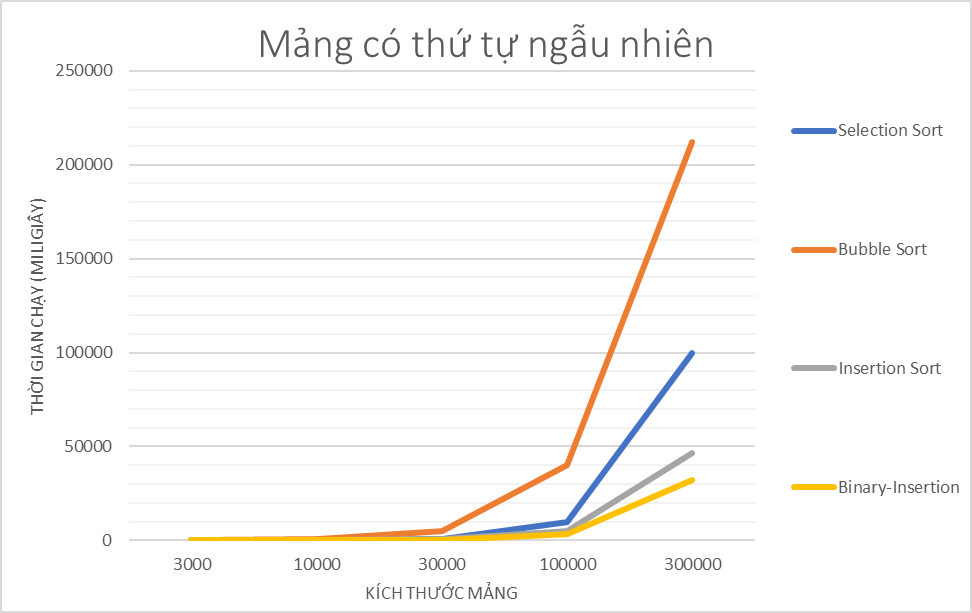 Mảng có thứ tự ngẫu nhiên
250000
200000
150000
100000
50000
0
THỜI GIAN CHẠY (MILIGIÂY)
3000
10000
30000
100000
300000
KÍCH THƯỚC MẢNG
Selection Sort
Bubble Sort
Insertion Sort
Binary-Insertion